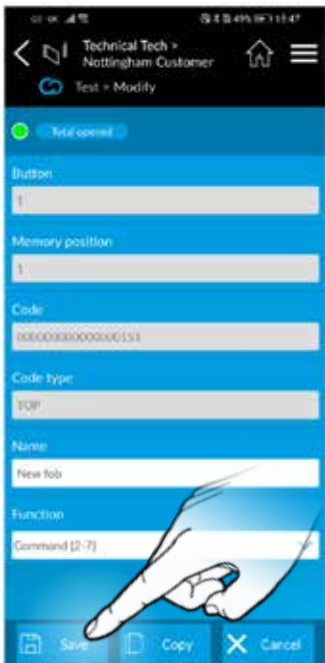 Technical Tech >
Nottingham Customer
Test > Modify
Total opened
Button
1
Memory position
1
Code
Code type
TOP
Name
New fob
Function
Command [2-7]
Save
Copy
Cancel